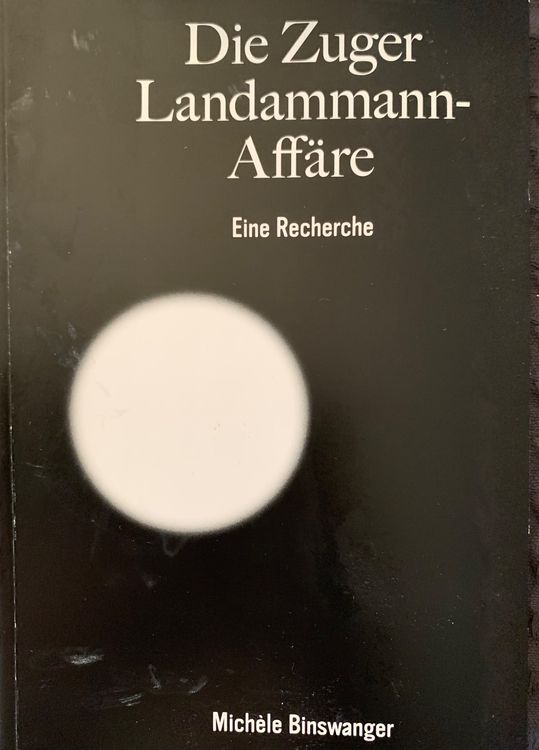 Die Zuger
Landammann-
Affäre
Eine Recherche
Michèle Binswanger